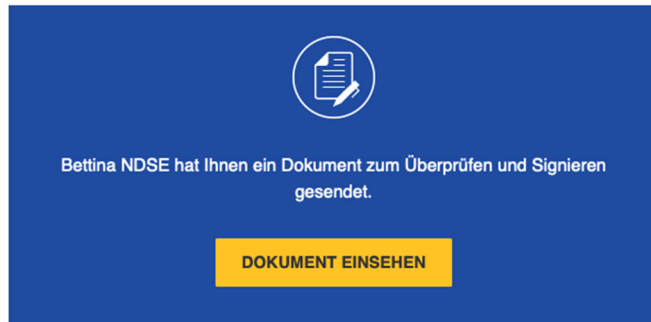 Bettina NDSE hat Ihnen ein Dokument zum Überprüfen und Signieren
gesendet.
DOKUMENT EINSEHEN